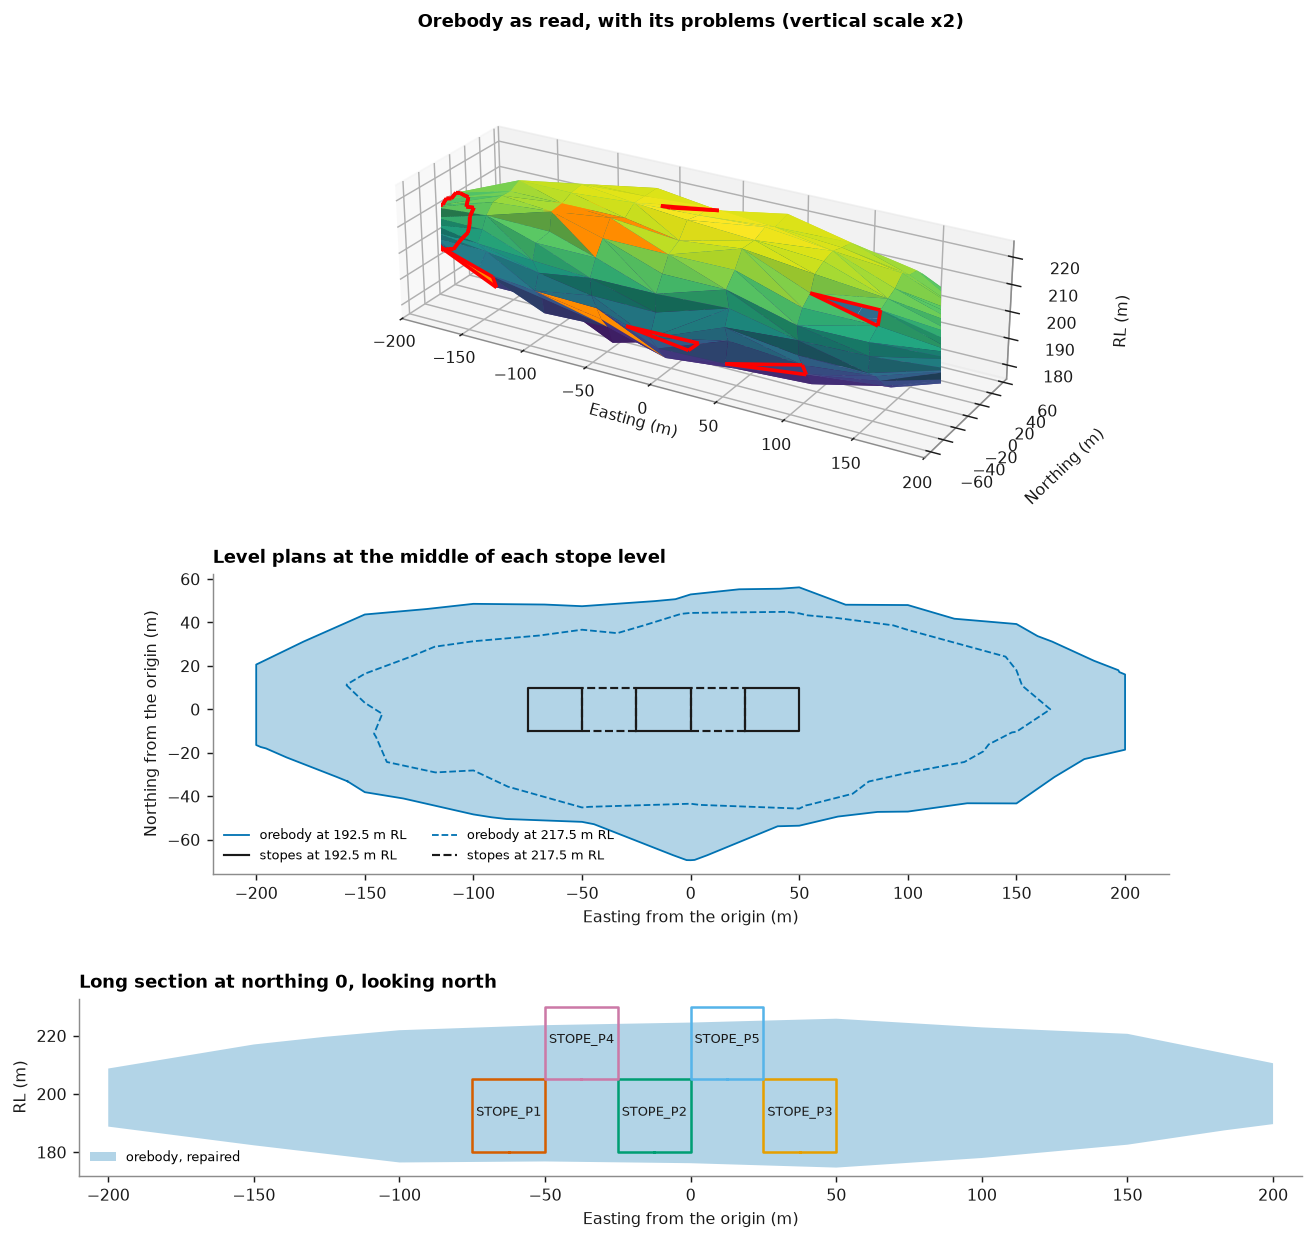 Orebody as read, with its problems (vertical scale x2)
220
210
200
190
180
RL (m)
−200
−150
−100
−50
0
50
100
150
200
Easting (m)
60
40
20
0
−20
−40
−60
Northing (m)
Level plans at the middle of each stope level
60
40
20
0
−20
−40
−60
Northing from the origin (m)
orebody at 192.5 m RL
stopes at 192.5 m RL
orebody at 217.5 m RL
stopes at 217.5 m RL
−200 −150 −100 −50 0 50 100 150 200
Easting from the origin (m)
Long section at northing 0, looking north
220
200
180
RL (m)
STOPE_P4 STOPE_P5
STOPE_P1 STOPE_P2 STOPE_P3
orebody, repaired
−200 −150 −100 −50 0 50 100 150 200
Easting from the origin (m)